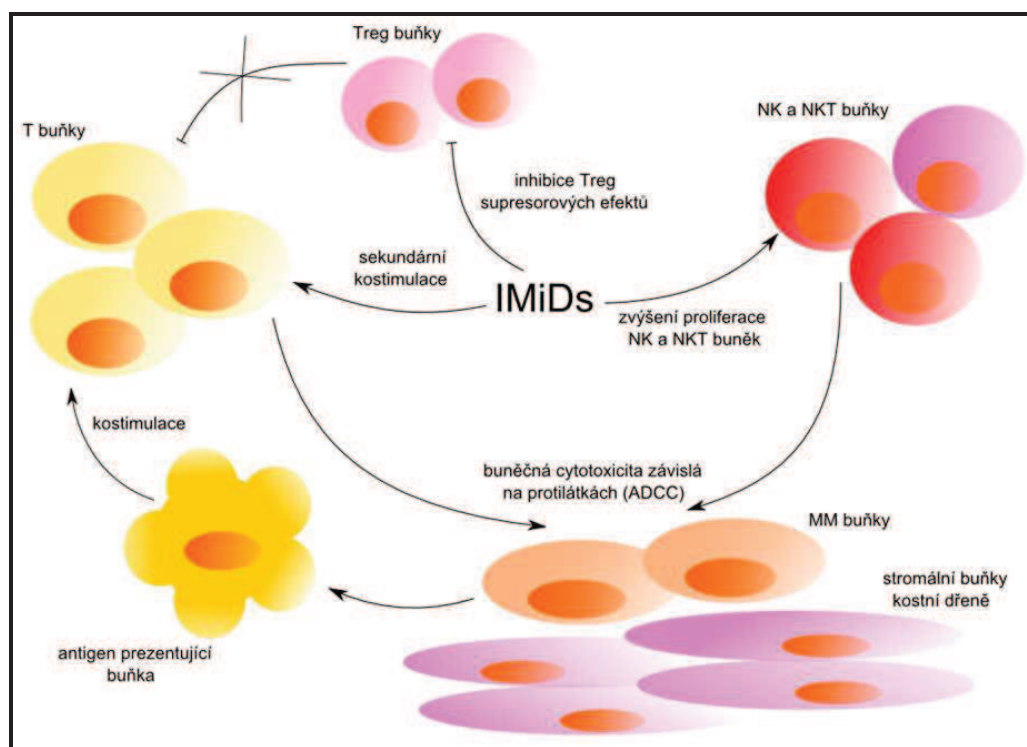 Treg buňky
T buňky
NK a NKT buňky
inhibice Treg
supresorových efektů
sekundární
kostimulace
IMiDs
zvýšení proliferace
NK a NKT buněk
kostimulace
buněčná cytotoxicita závislá
na protilátkách (ADCC)
MM buňky
stromální buňky
kostní dřeně
antigen prezentující
buňka